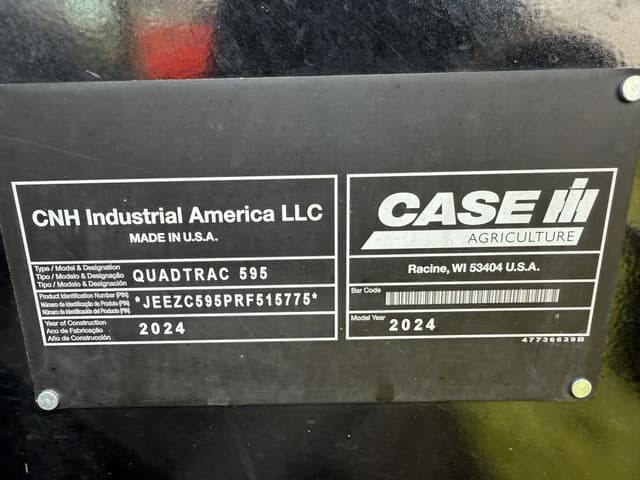 CNH Industrial America LLC
MADE IN U.S.A.
Type / Model & Designation
Tipo / Modelo & Designação
Tipo / Modelo & Designación
QUADTRAC 595
Product Identification Number (PIN)
Número de Identificação do Produto (PIN)
Número de Identificación del Producto (PIN)
*JEEZC595PRF515775*
Year of Construction
Ano de Fabricação
Año de Construcción
2024
CASE IH
AGRICULTURE
Racine, WI 53404 U.S.A.
Bar Code
Model Year
2024
47736639B